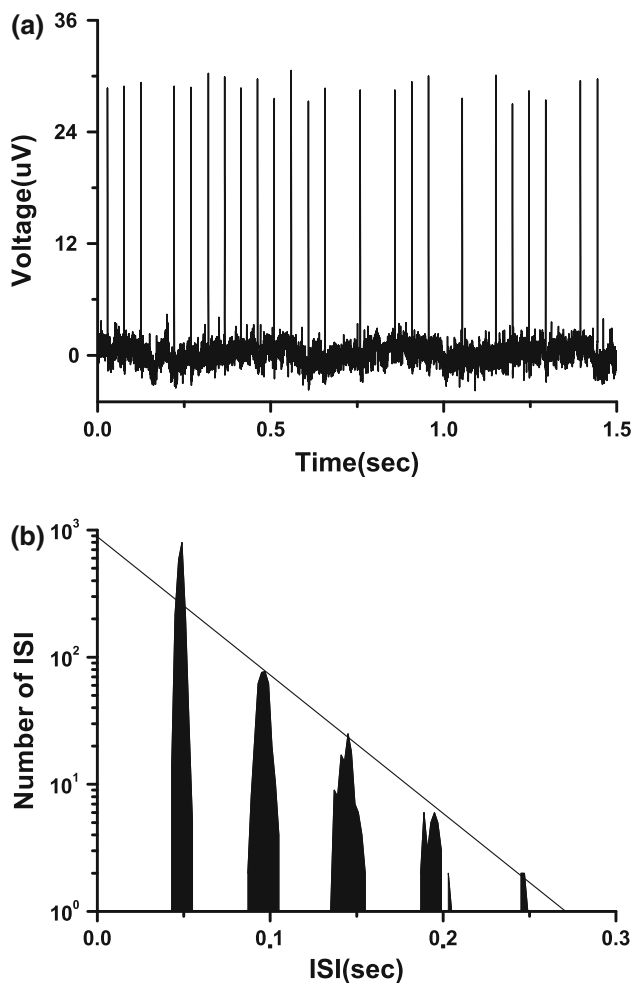 (a)
36
24
12
0
Voltage(uV)
0.0 0.5 1.0 1.5
Time(sec)
(b)
10³
10²
10¹
10⁰
Number of ISI
0.0 0.1 0.2 0.3
ISI(sec)